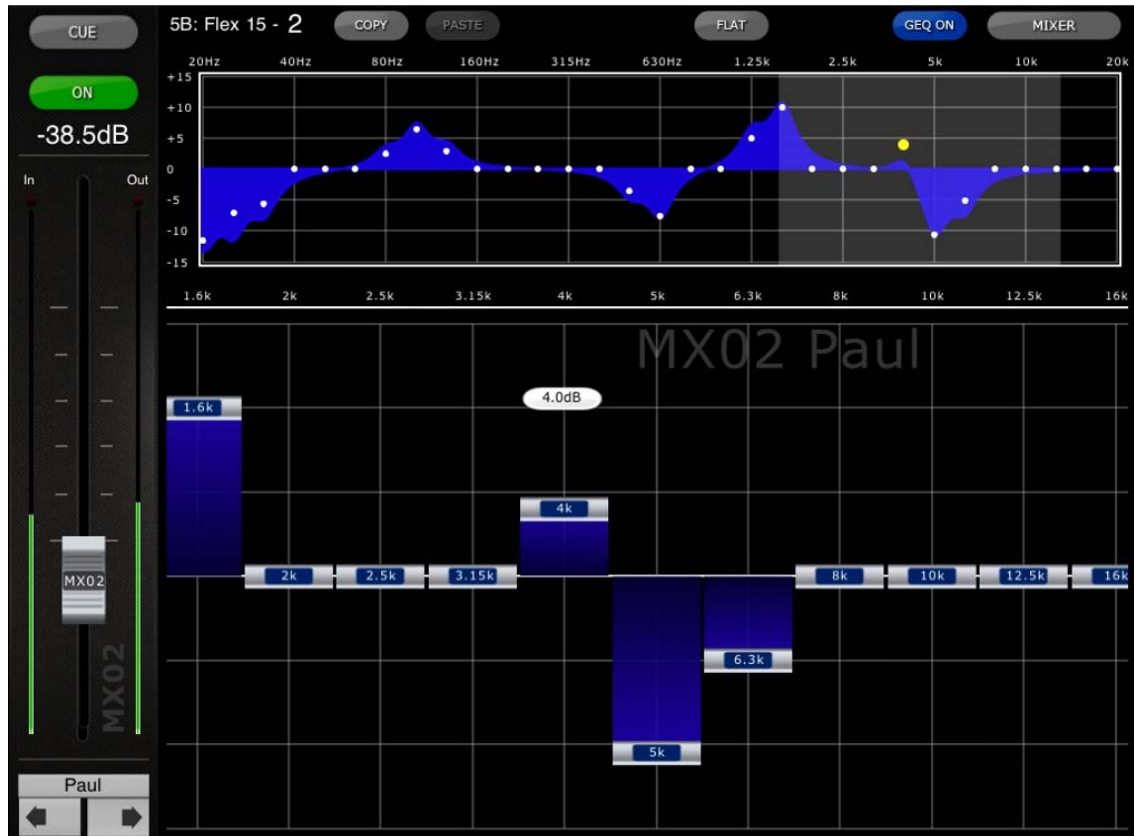 CUE
5B: Flex 15 - 2 COPY PASTE FLAT GEQ ON MIXER
20Hz 40Hz 80Hz 160Hz 315Hz 630Hz 1.25k 2.5k 5k 10k 20k
ON
-38.5dB
In Out
+15
+10
+5
0
-5
-10
-15
1.6k 2k 2.5k 3.15k 4k 5k 6.3k 8k 10k 12.5k 16k
MX02 Paul
4.0dB
1.6k
4k
2k 2.5k 3.15k 8k 10k 12.5k 16k
6.3k
5k
MX02
MX02
Paul